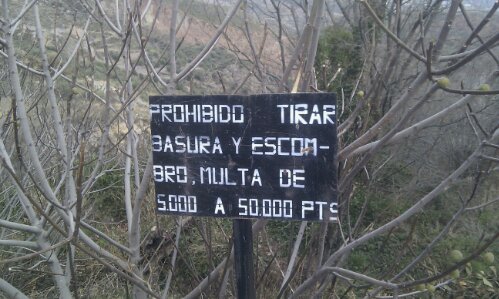 PROHIBIDO TIRAR
BASURA Y ESCOM-
BRO, MULTA DE
5.000 A 50.000 PTS